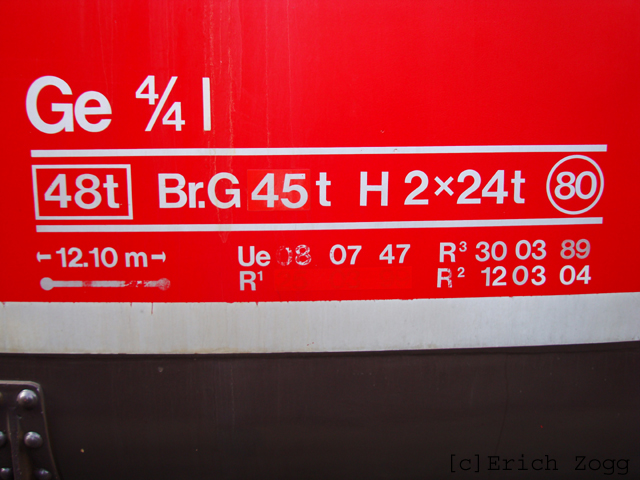 Ge 4/4 I
48t Br.G 45t H 2×24t 80
12.10 m Ue 08 07 47 R³ 30 03 89
R¹ R² 12 03 04
[c]Erich Zogg